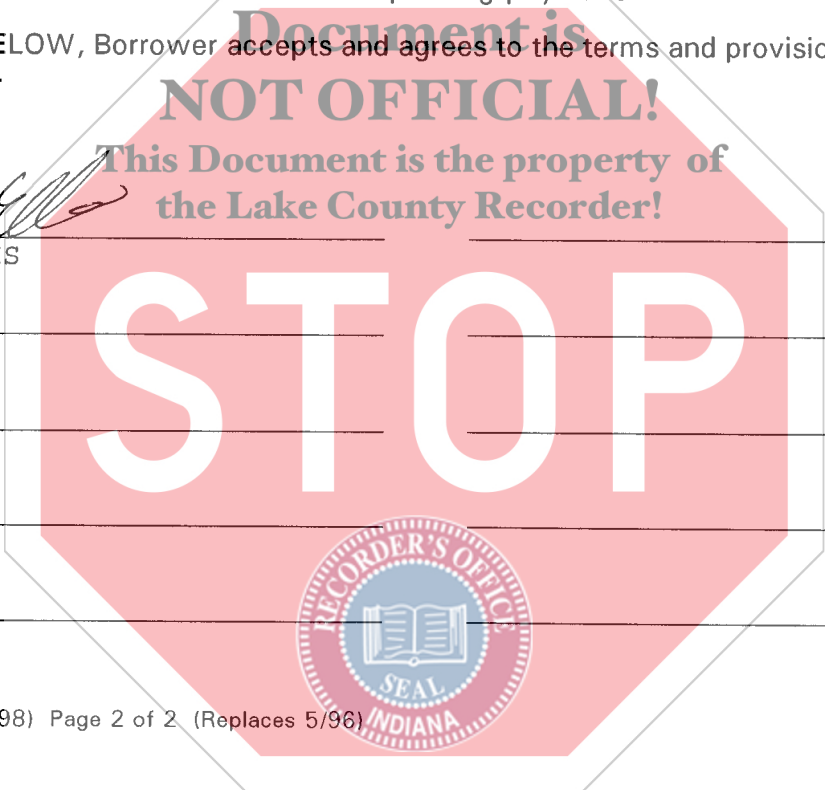 Document is
ELOW, Borrower accepts and agrees to the terms and provisio
NOT OFFICIAL!
This Document is the property of
the Lake County Recorder!
S
STOP
RECORDER'S OFFICE
SEAL
INDIANA
98) Page 2 of 2 (Replaces 5/96)